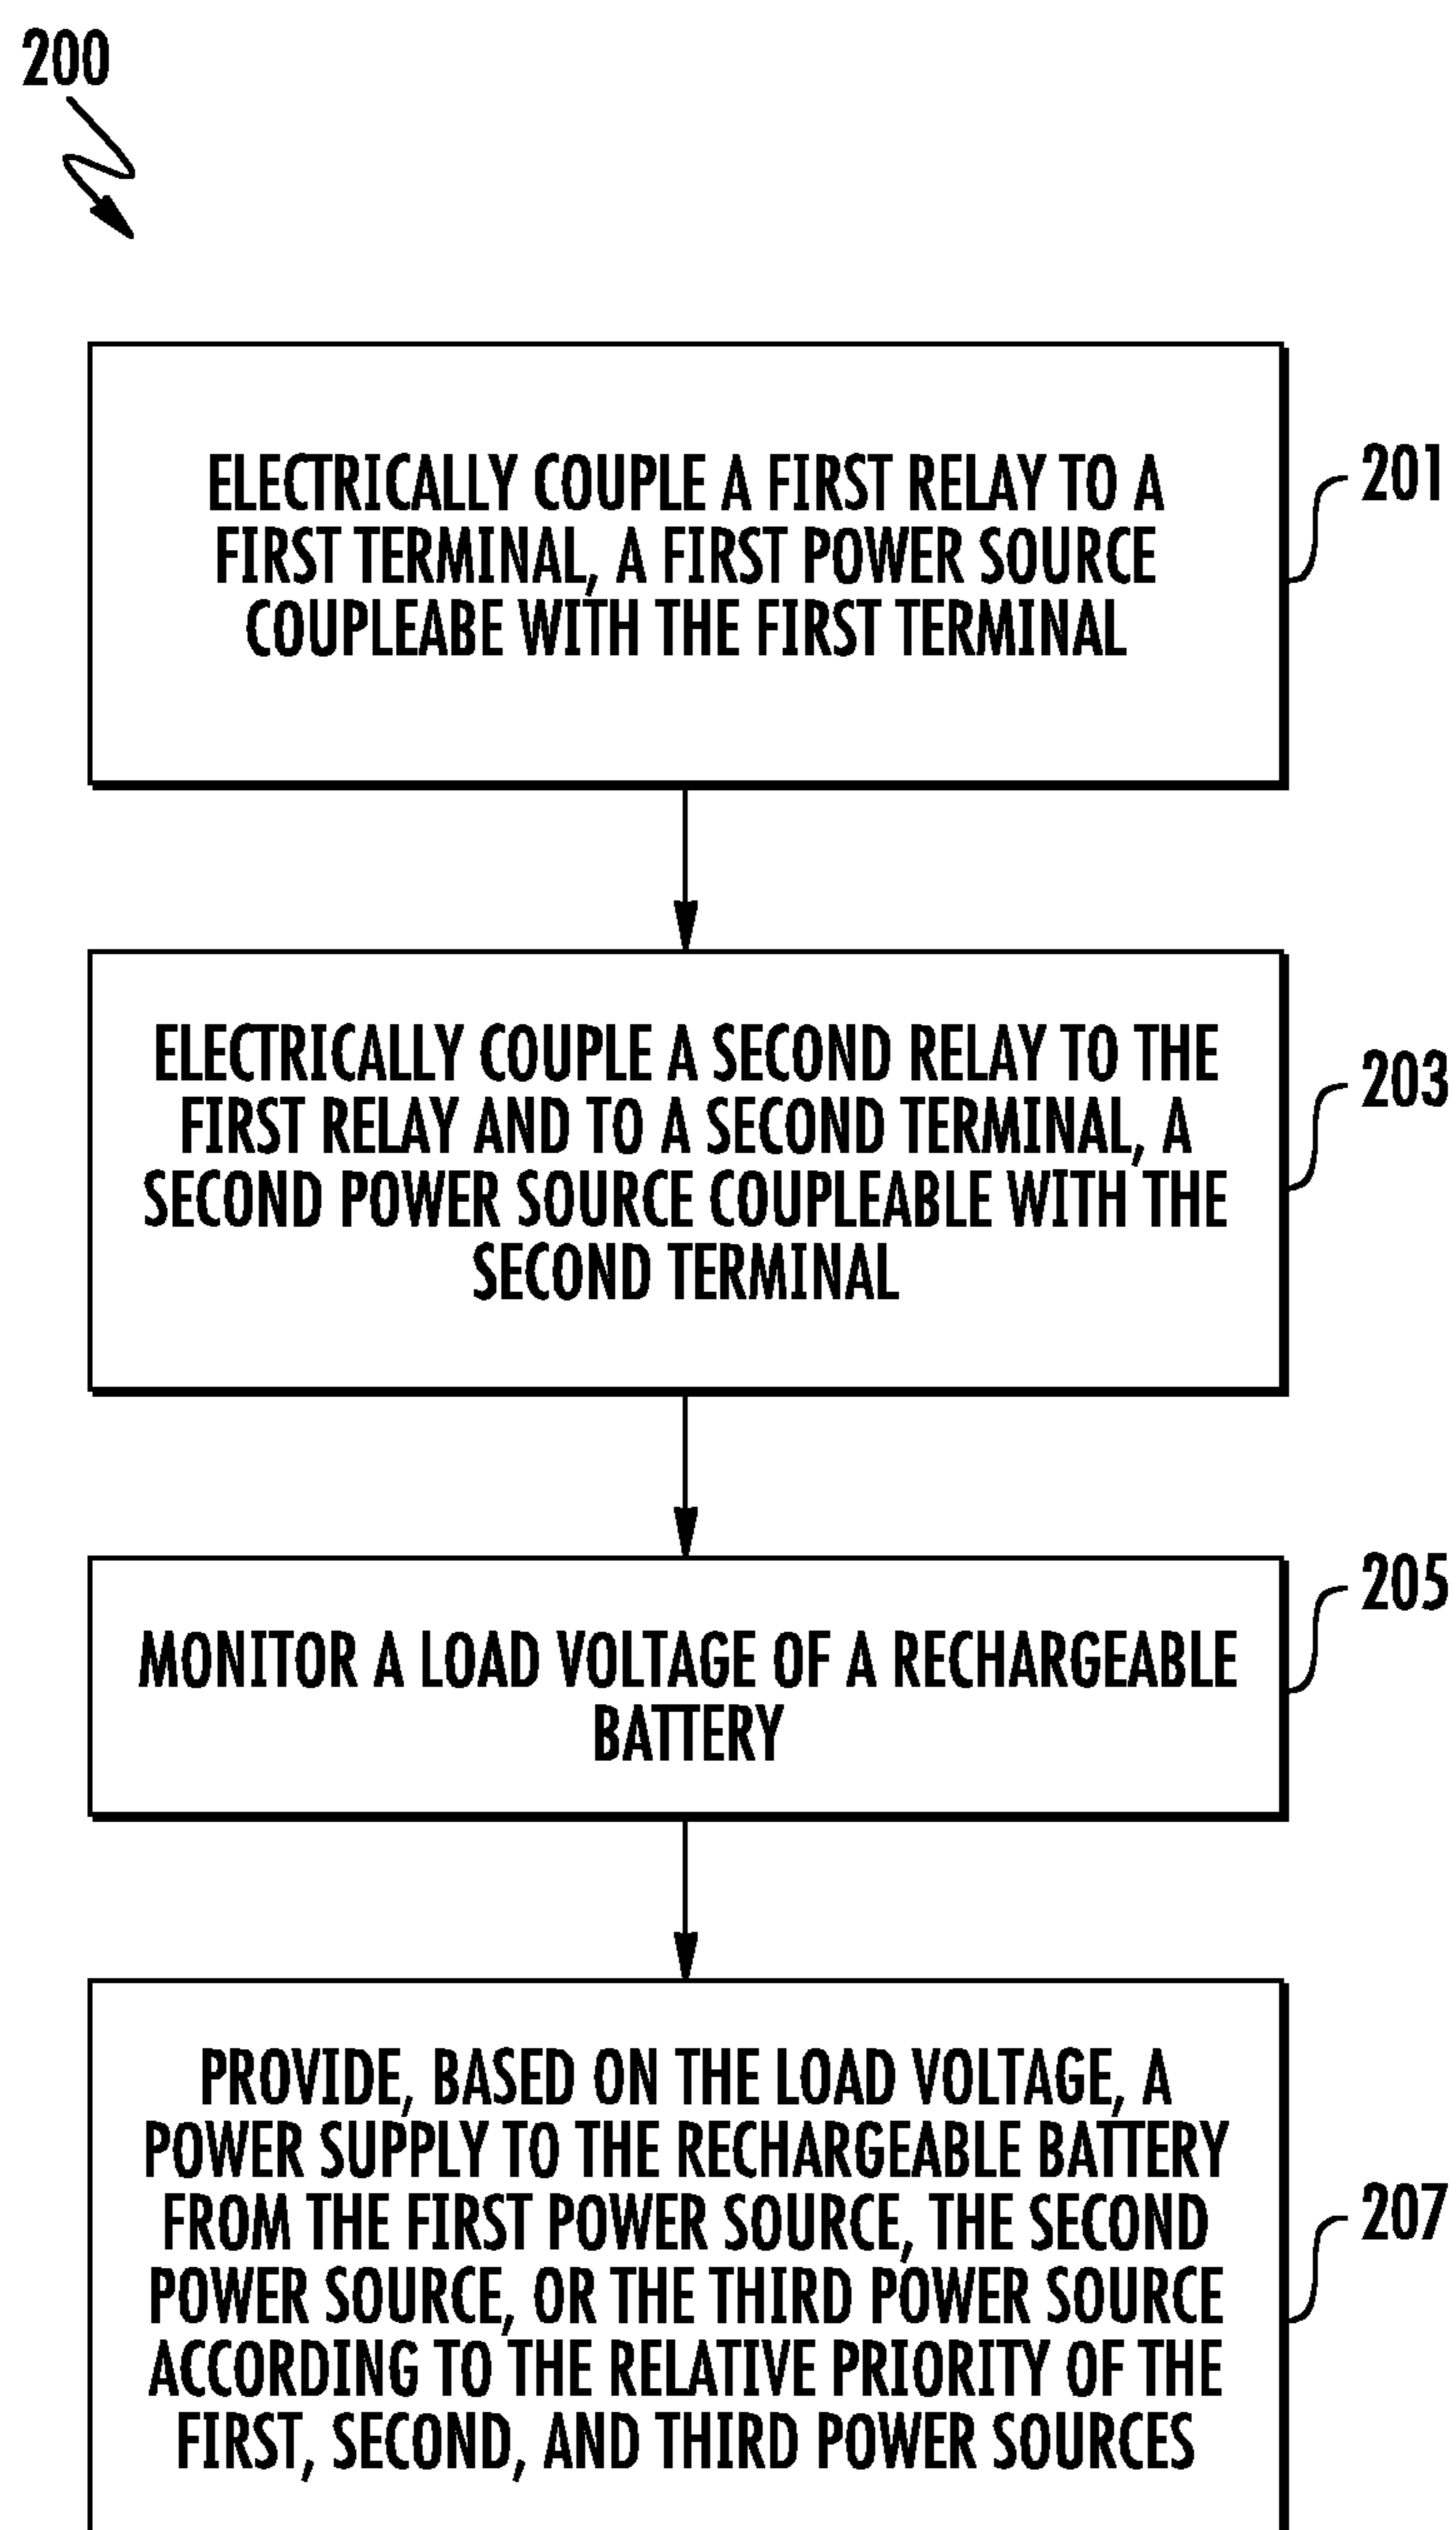 200
ELECTRICALLY COUPLE A FIRST RELAY TO A
FIRST TERMINAL, A FIRST POWER SOURCE
COUPLEABE WITH THE FIRST TERMINAL
201
ELECTRICALLY COUPLE A SECOND RELAY TO THE
FIRST RELAY AND TO A SECOND TERMINAL, A
SECOND POWER SOURCE COUPLEABLE WITH THE
SECOND TERMINAL
203
MONITOR A LOAD VOLTAGE OF A RECHARGEABLE
BATTERY
205
PROVIDE, BASED ON THE LOAD VOLTAGE, A
POWER SUPPLY TO THE RECHARGEABLE BATTERY
FROM THE FIRST POWER SOURCE, THE SECOND
POWER SOURCE, OR THE THIRD POWER SOURCE
ACCORDING TO THE RELATIVE PRIORITY OF THE
FIRST, SECOND, AND THIRD POWER SOURCES
207